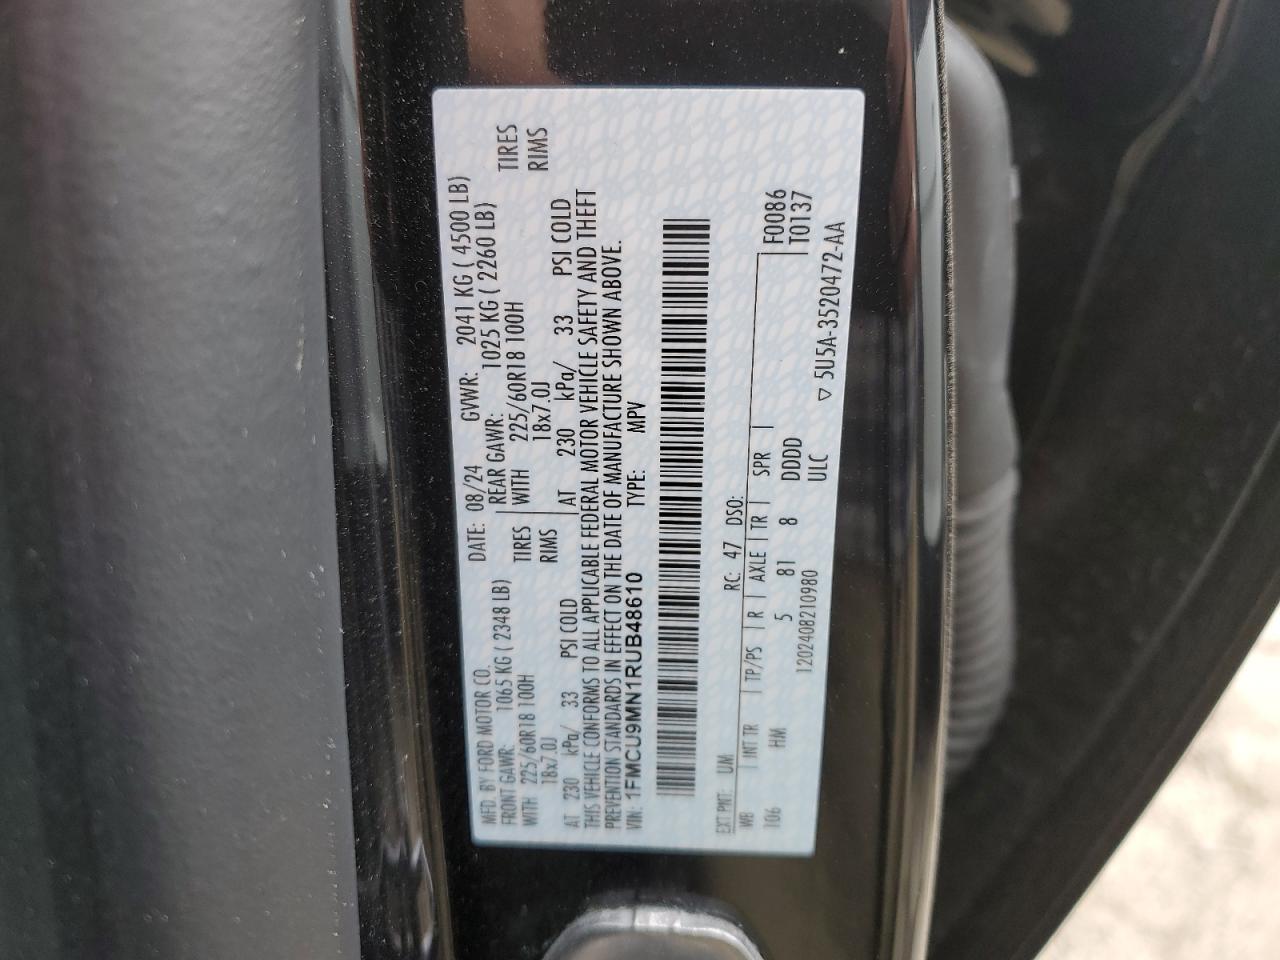 MFD. BY FORD MOTOR CO.
DATE: 08/24 GVWR: 2041 KG ( 4500 LB)
FRONT GAWR: 1065 KG ( 2348 LB) REAR GAWR: 1025 KG ( 2260 LB)
WITH 225/60R18 100H TIRES WITH 225/60R18 100H TIRES
18x7.0J RIMS 18x7.0J RIMS
AT 230 kPa/ 33 PSI COLD AT 230 kPa/ 33 PSI COLD
THIS VEHICLE CONFORMS TO ALL APPLICABLE FEDERAL MOTOR VEHICLE SAFETY AND THEFT
PREVENTION STANDARDS IN EFFECT ON THE DATE OF MANUFACTURE SHOWN ABOVE.
VIN: 1FMCU9MN1RUB48610 TYPE: MPV
EXT PNT: UM RC: 47 DSO:
WB INT TR TP/PS R AXLE TR SPR F0086
106 HM 5 81 8 DDDD T0137
1202408210980 ULC
▽ 5U5A-3520472-AA